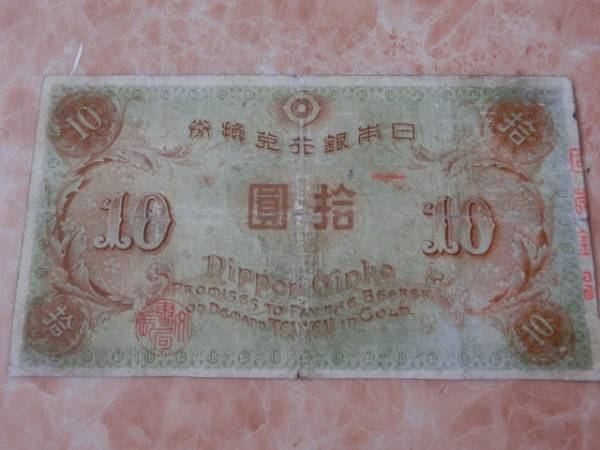 10
拾
日本銀行兌換券
10
拾圓
10
Nippon Ginko
PROMISES TO PAY THE BEARER
ON DEMAND TEN YEN IN GOLD.
拾
10